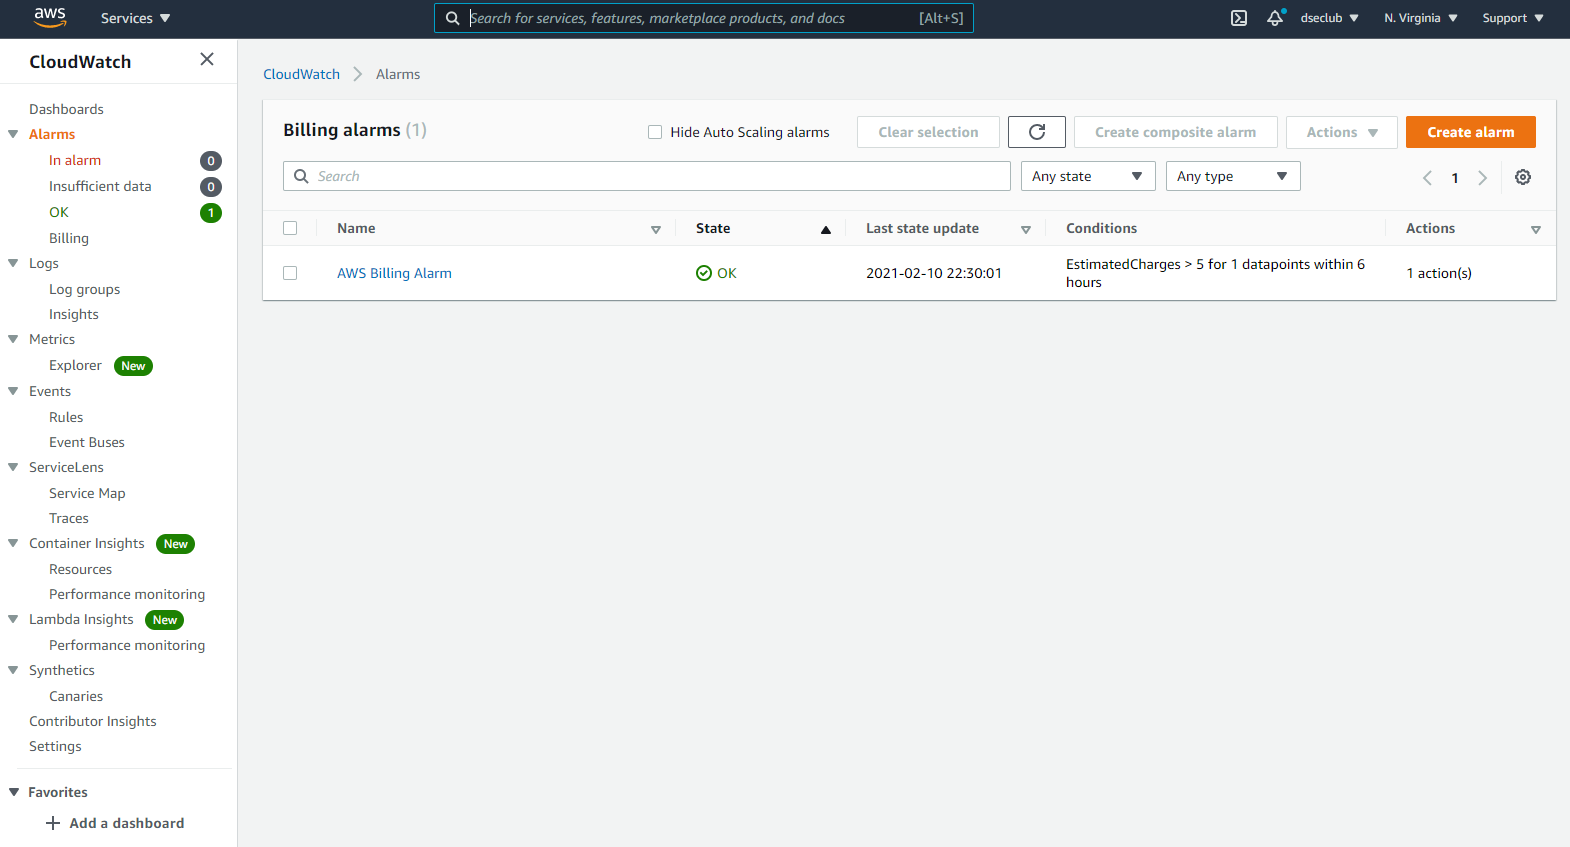 aws
Services
Search for services, features, marketplace products, and docs [Alt+S]
dseclub
N. Virginia
Support
CloudWatch
Dashboards
Alarms
In alarm 0
Insufficient data 0
OK 1
Billing
Logs
Log groups
Insights
Metrics
Explorer New
Events
Rules
Event Buses
ServiceLens
Service Map
Traces
Container Insights New
Resources
Performance monitoring
Lambda Insights New
Performance monitoring
Synthetics
Canaries
Contributor Insights
Settings
Favorites
Add a dashboard
CloudWatch Alarms
Billing alarms (1)
Hide Auto Scaling alarms
Clear selection
Create composite alarm
Actions
Create alarm
Search
Any state
Any type
1
Name State Last state update Conditions Actions
AWS Billing Alarm OK 2021-02-10 22:30:01 EstimatedCharges > 5 for 1 datapoints within 6
hours
1 action(s)